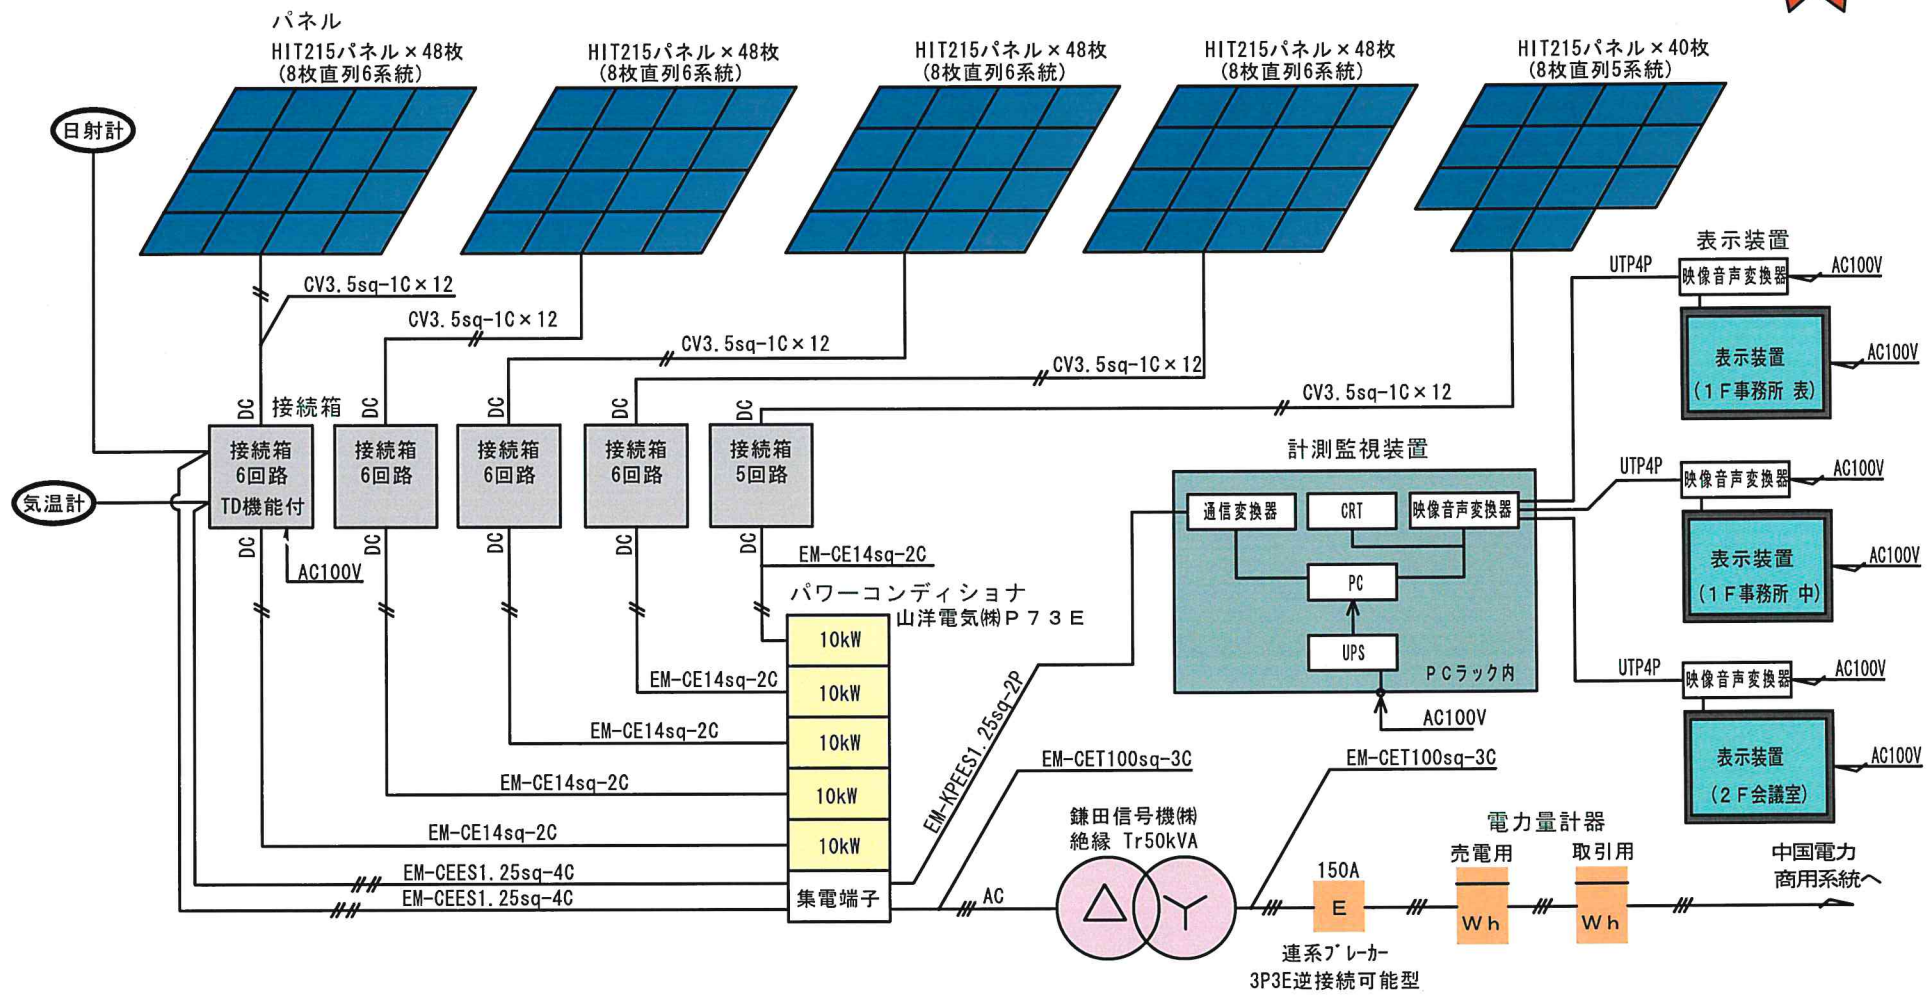 パネル
HIT215パネル×48枚
(8枚直列6系統)
HIT215パネル×48枚
(8枚直列6系統)
HIT215パネル×48枚
(8枚直列6系統)
HIT215パネル×48枚
(8枚直列6系統)
HIT215パネル×40枚
(8枚直列5系統)
日射計
気温計
CV3.5sq-1C×12
CV3.5sq-1C×12
CV3.5sq-1C×12
CV3.5sq-1C×12
CV3.5sq-1C×12
DC
DC
DC
DC
DC
接続箱
接続箱
6回路
TD機能付
接続箱
6回路
接続箱
6回路
接続箱
6回路
接続箱
5回路
DC
DC
DC
DC
DC
AC100V
EM-CE14sq-2C
パワーコンディショナ
山洋電気㈱P73E
10kW
10kW
10kW
10kW
10kW
集電端子
EM-CE14sq-2C
EM-CE14sq-2C
EM-CE14sq-2C
EM-CE14sq-2C
EM-CEES1.25sq-4C
EM-CEES1.25sq-4C
EM-KPEES1.25sq-2P
計測監視装置
通信変換器
CRT
映像音声変換器
PC
UPS
PCラック内
AC100V
表示装置
UTP4P
映像音声変換器
AC100V
表示装置
(1F事務所 表)
AC100V
UTP4P
映像音声変換器
AC100V
表示装置
(1F事務所 中)
AC100V
UTP4P
映像音声変換器
AC100V
表示装置
(2F会議室)
AC100V
EM-CET100sq-3C
EM-CET100sq-3C
AC
鎌田信号機㈱
絶縁 Tr50kVA
150A
E
連系ブレーカー
3P3E逆接続可能型
電力量計器
売電用
Wh
取引用
Wh
中国電力
商用系統へ